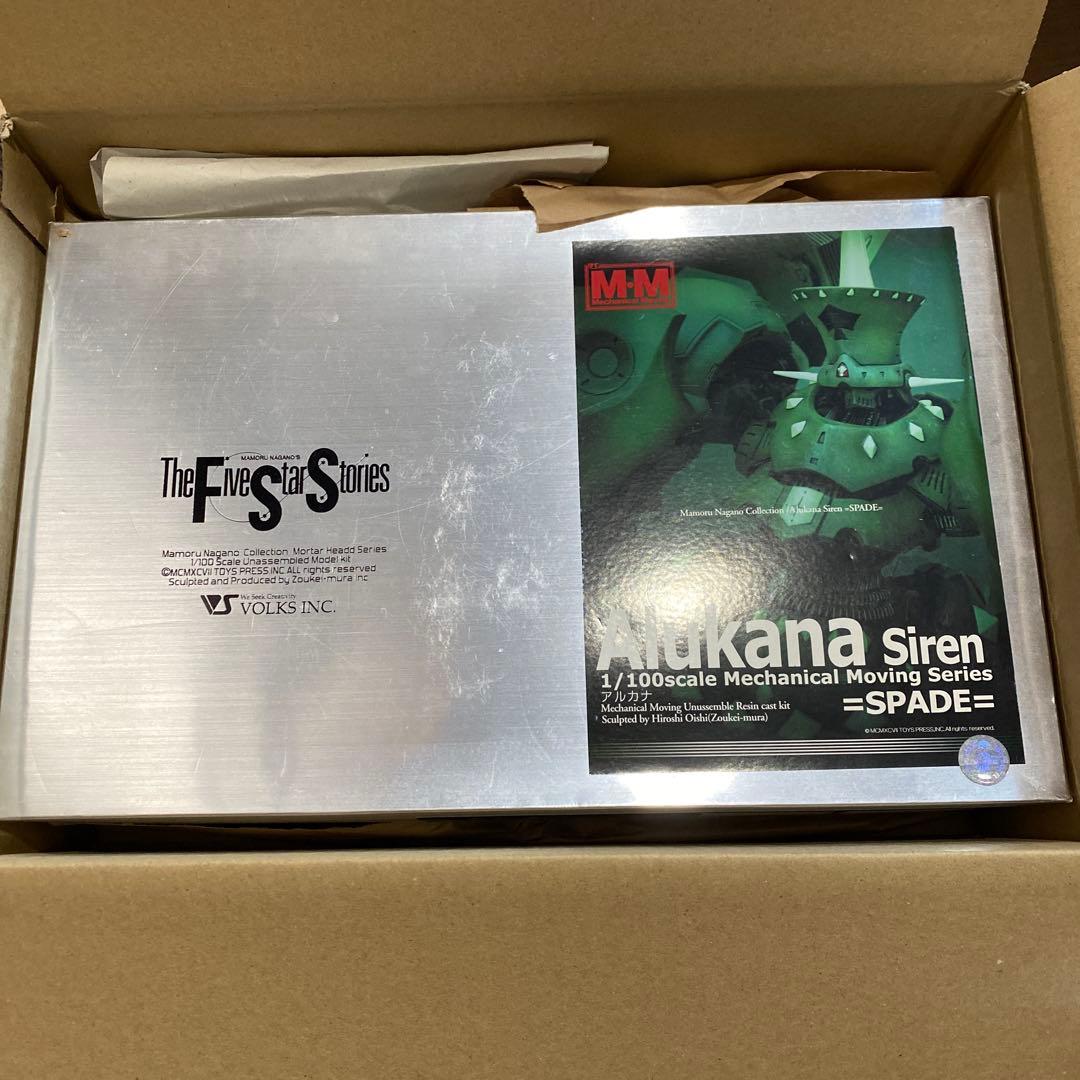 MAMORU NAGANO'S
The Five Star Stories
Mamoru Nagano Collection Mortar Headd Series
1/100 Scale Unassembled Model kit
©MCMXCVII TOYS PRESS.INC ALL rights reserved
Sculpted and Produced by Zoukei-mura Inc
We Seek Creativity
VS VOLKS INC.
M·M
Mamoru Nagano Collection /Alukana Siren =SPADE=
Alukana Siren
1/100scale Mechanical Moving Series
アルカナ
=SPADE=
Mechanical Moving Unussemble Resin cast kit
Sculpted by Hiroshi Oishi(Zoukei-mura)
©MCMXCVII TOYS PRESS,INC.All rights reserved.